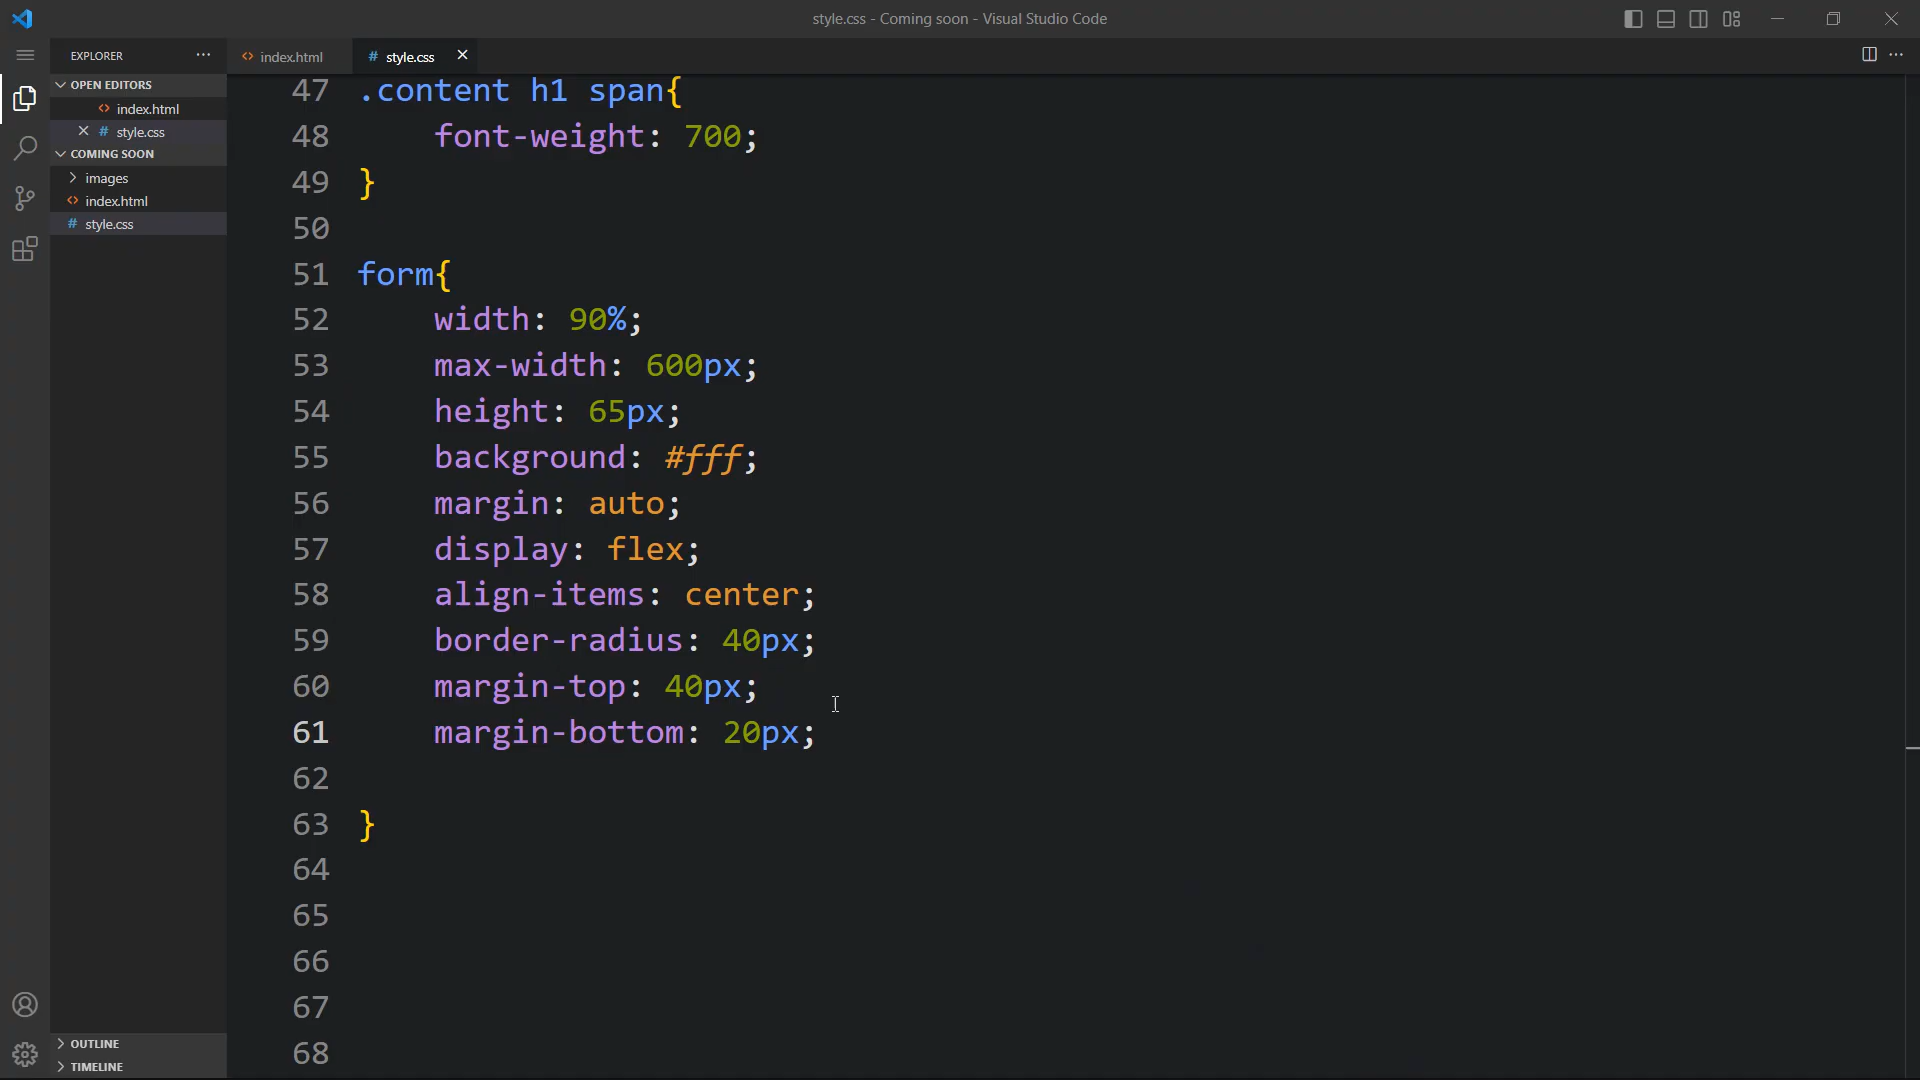 style.css - Coming soon - Visual Studio Code
EXPLORER
index.html
style.css
OPEN EDITORS
index.html
style.css
COMING SOON
images
index.html
style.css
OUTLINE
TIMELINE
47 .content h1 span{
48     font-weight: 700;
49 }
50
51 form{
52     width: 90%;
53     max-width: 600px;
54     height: 65px;
55     background: #fff;
56     margin: auto;
57     display: flex;
58     align-items: center;
59     border-radius: 40px;
60     margin-top: 40px;
61     margin-bottom: 20px;
62
63 }
64
65
66
67
68